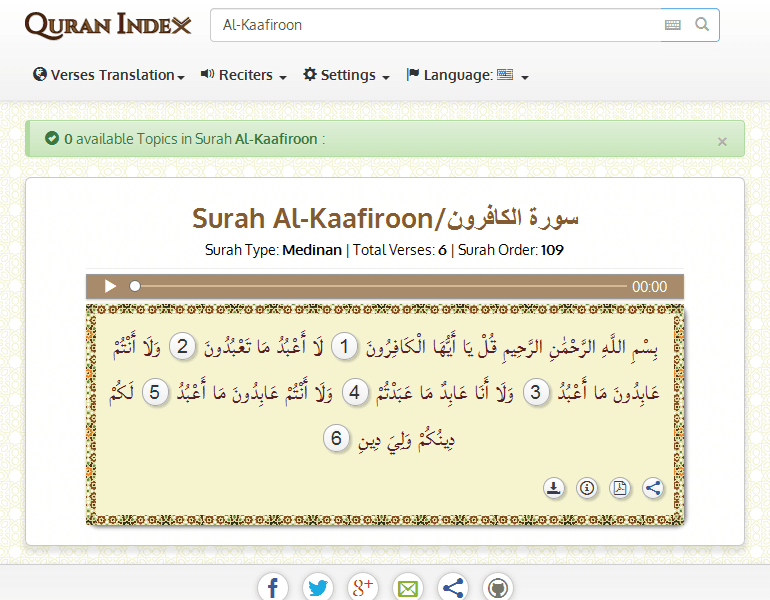 QURAN INDEX
Al-Kaafiroon
Verses Translation Reciters Settings Language:
0 available Topics in Surah Al-Kaafiroon : ×
Surah Al-Kaafiroon/سورة الكافرون
Surah Type: Medinan | Total Verses: 6 | Surah Order: 109
00:00
بِسْمِ اللَّهِ الرَّحْمَٰنِ الرَّحِيمِ قُلْ يَا أَيُّهَا الْكَافِرُونَ 1 لَا أَعْبُدُ مَا تَعْبُدُونَ 2 وَلَا أَنْتُمْ
عَابِدُونَ مَا أَعْبُدُ 3 وَلَا أَنَا عَابِدٌ مَا عَبَدْتُمْ 4 وَلَا أَنْتُمْ عَابِدُونَ مَا أَعْبُدُ 5 لَكُمْ
دِينُكُمْ وَلِيَ دِينِ 6
f g+